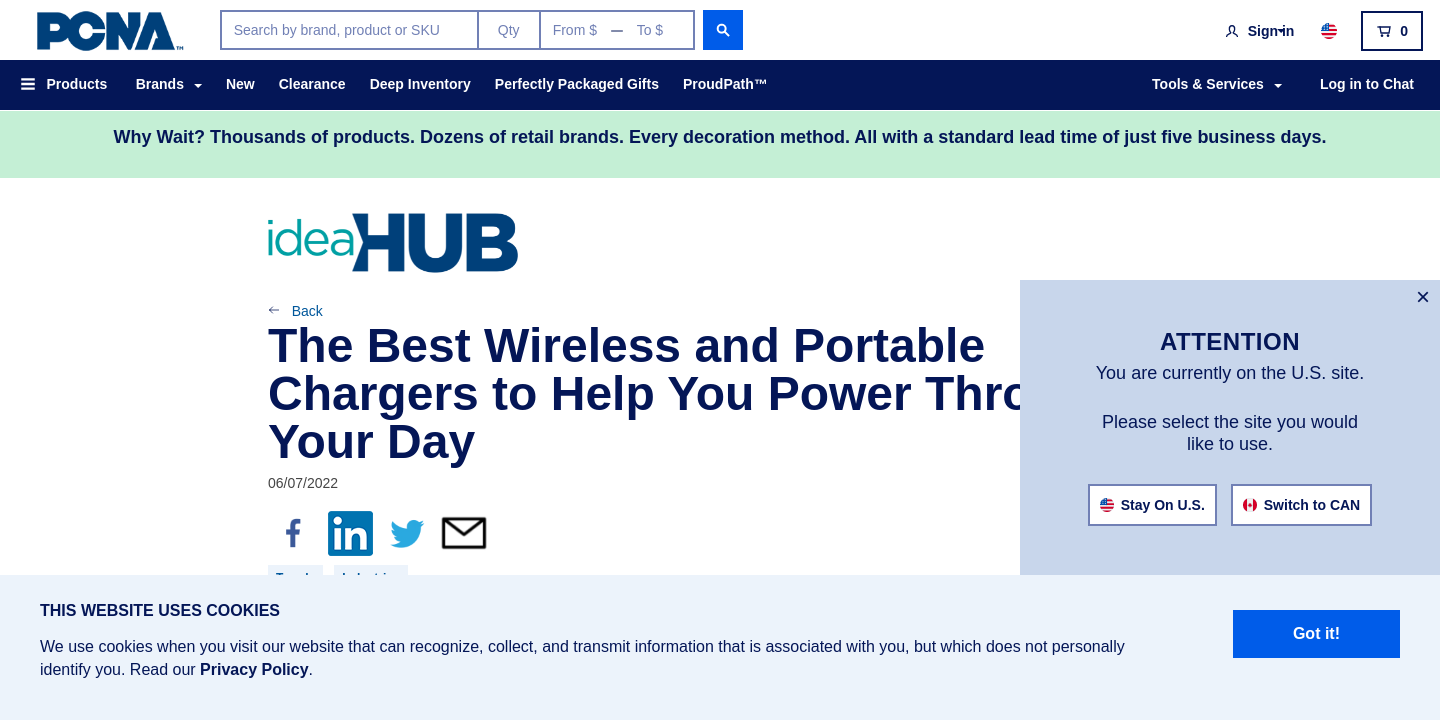 PCNA™
Search by brand, product or SKU
Qty
From $ — To $
Sign in
0
Products
Brands
New
Clearance
Deep Inventory
Perfectly Packaged Gifts
ProudPath™
Tools & Services
Log in to Chat
Why Wait? Thousands of products. Dozens of retail brands. Every decoration method. All with a standard lead time of just five business days.
ideaHUB
← Back
The Best Wireless and Portable
Chargers to Help You Power Thro
Your Day
06/07/2022
×
ATTENTION
You are currently on the U.S. site.
Please select the site you would
like to use.
Stay On U.S.
Switch to CAN
THIS WEBSITE USES COOKIES
We use cookies when you visit our website that can recognize, collect, and transmit information that is associated with you, but which does not personally
identify you. Read our Privacy Policy.
Got it!